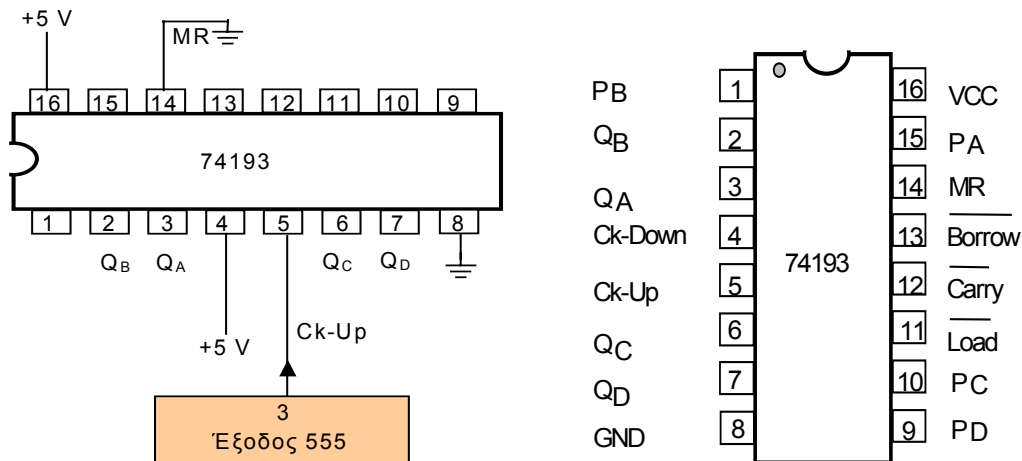 +5 V
MR
16 15 14 13 12 11 10 9
74193
1 2 3 4 5 6 7 8
QB QA QC QD
Ck-Up
+5 V
3
Έξοδος 555
PB 1 16 VCC
QB 2 15 PA
QA 3 14 MR
Ck-Down 4 13 Borrow
74193
Ck-Up 5 12 Carry
QC 6 11 Load
QD 7 10 PC
GND 8 9 PD